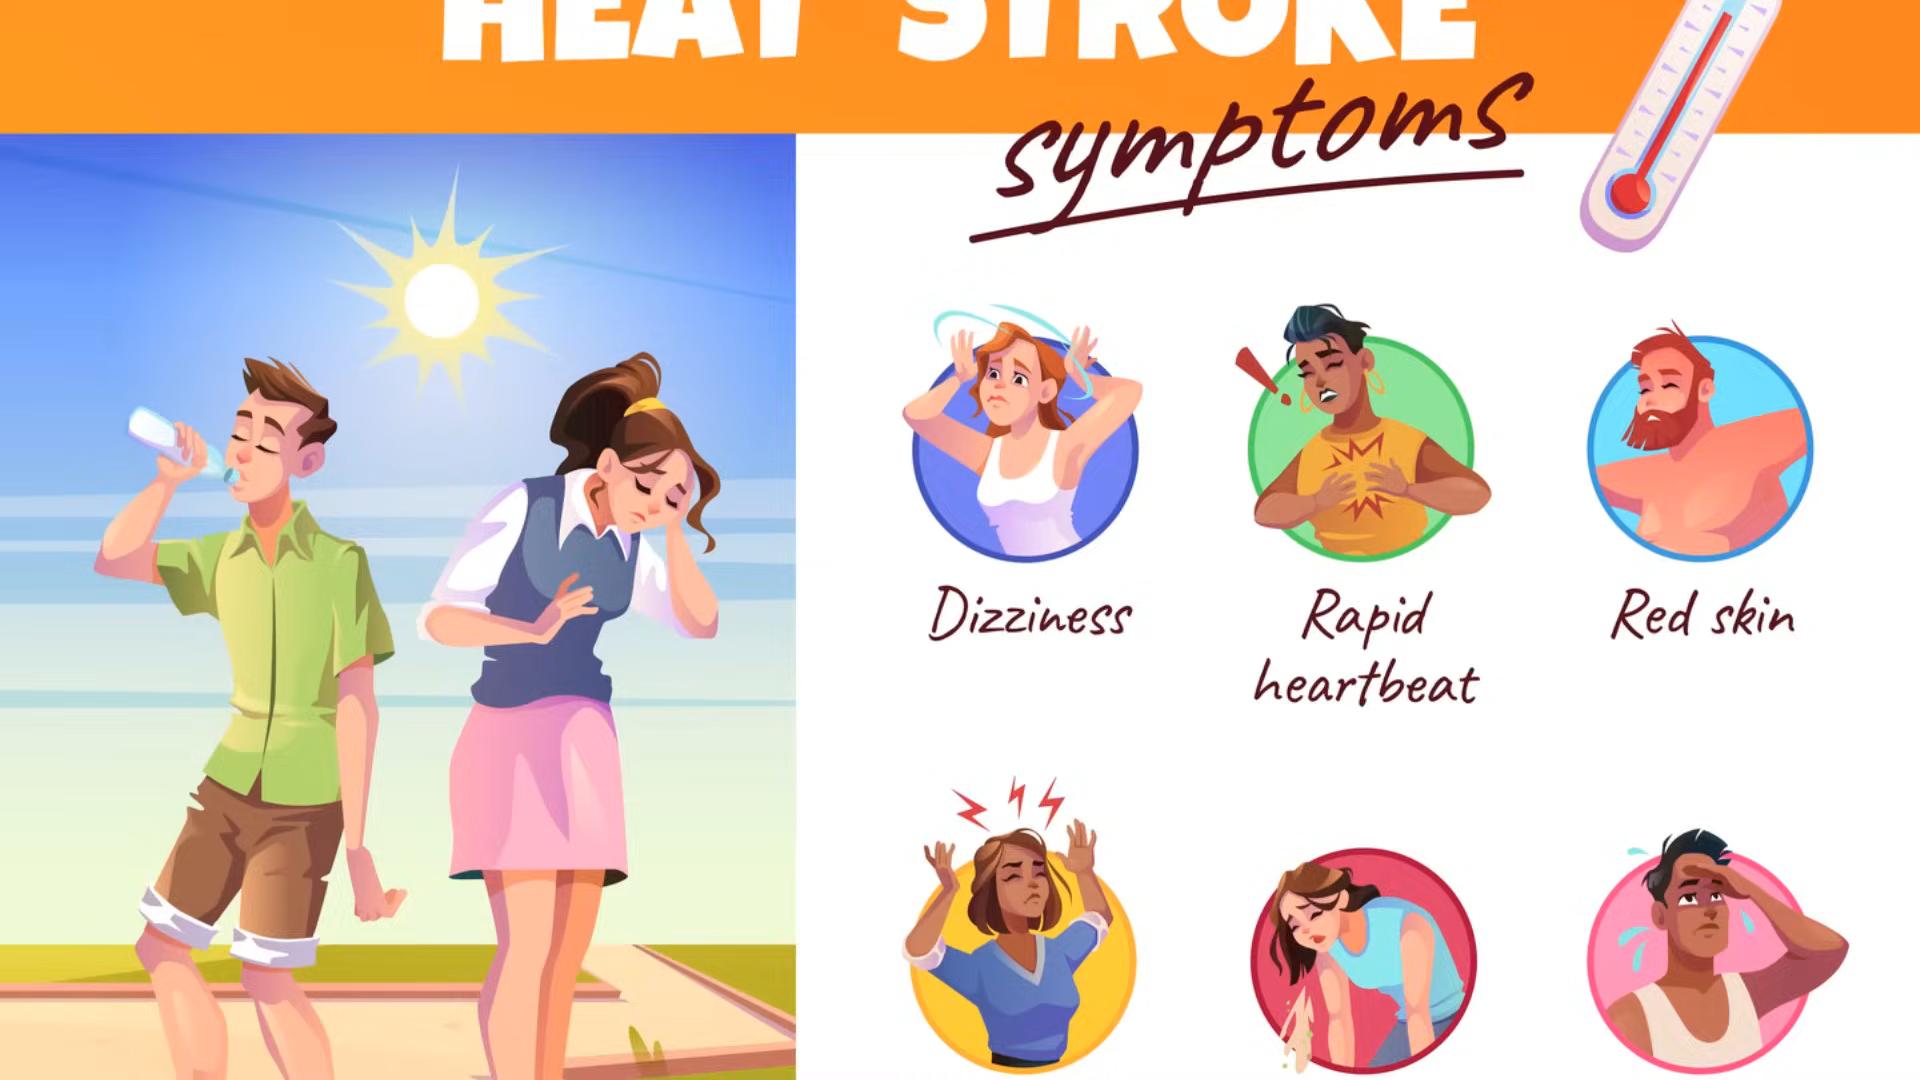 HEAT STROKE
symptoms
Dizziness
Rapid
heartbeat
Red skin